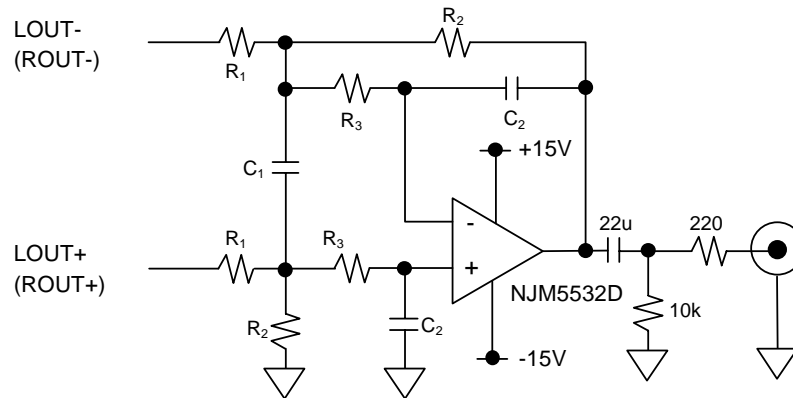 LOUT-
(ROUT-)
R₁
R₂
R₃
C₂
C₁
+15V
-
+
NJM5532D
-15V
LOUT+
(ROUT+)
R₁
R₃
R₂
C₂
22u
220
10k